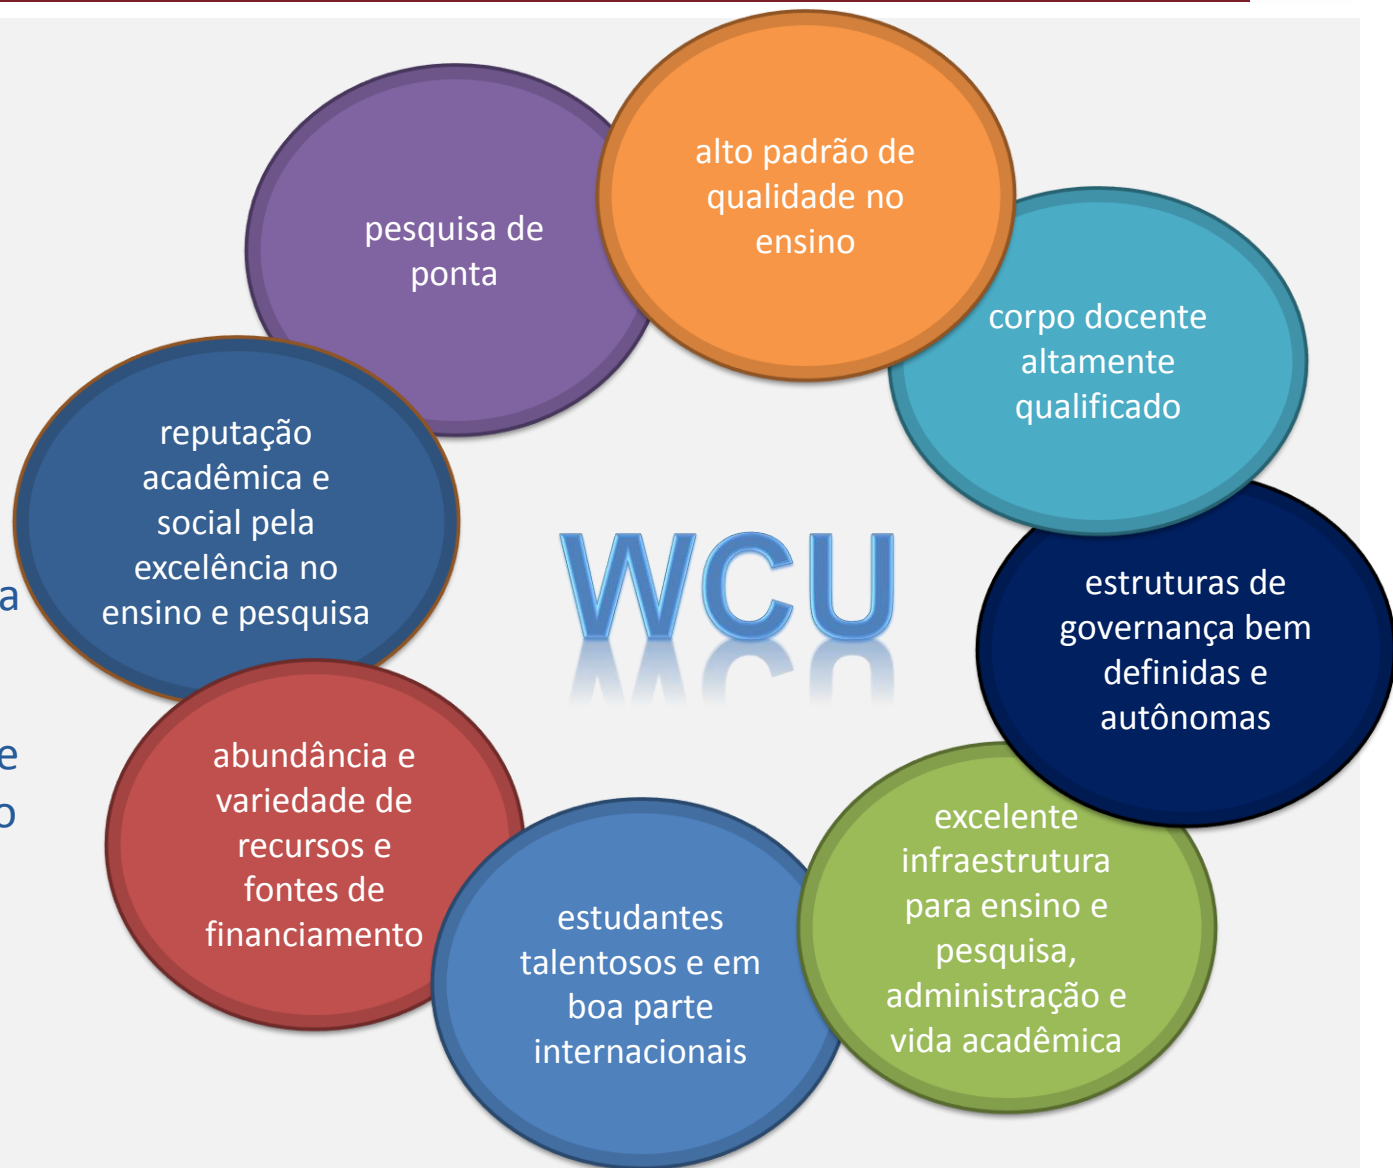 alto padrão de
qualidade no
ensino
pesquisa de
ponta
corpo docente
altamente
qualificado
reputação
acadêmica e
social pela
excelência no
ensino e pesquisa
WCU
estruturas de
governança bem
definidas e
autônomas
a
e
o
abundância e
variedade de
recursos e
fontes de
financiamento
estudantes
talentosos e em
boa parte
internacionais
excelente
infraestrutura
para ensino e
pesquisa,
administração e
vida acadêmica